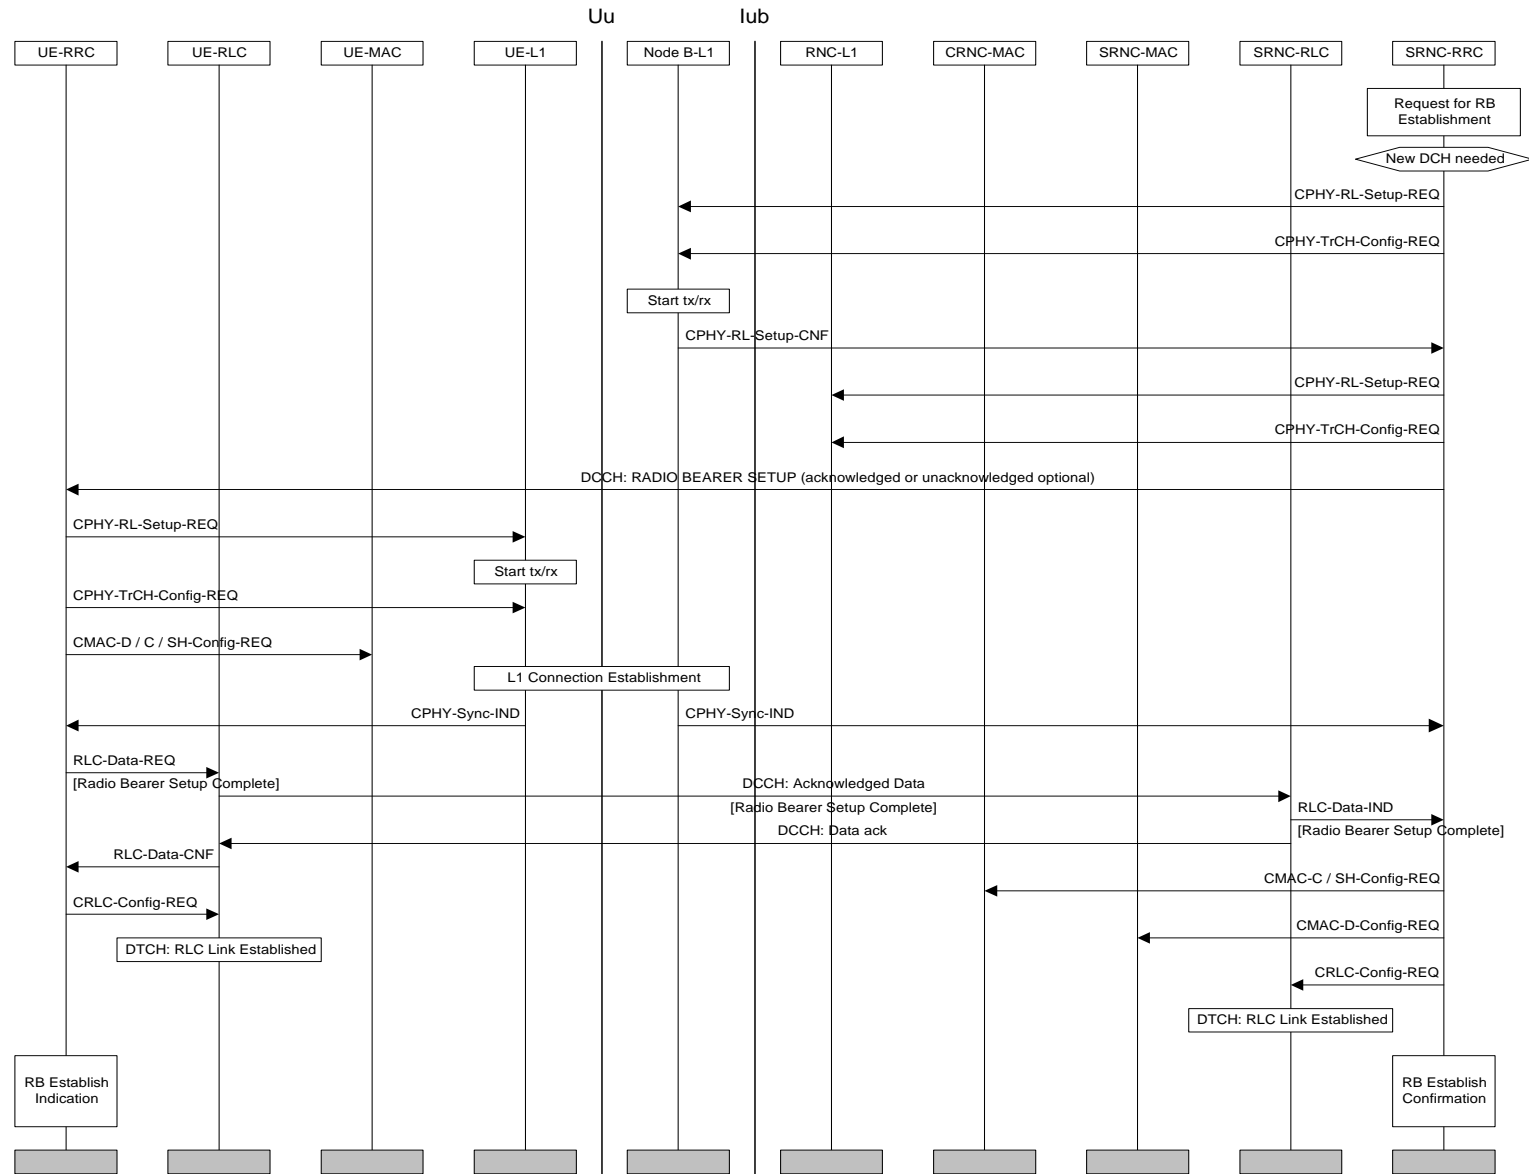 Uu
Iub
UE-RRC
UE-RLC
UE-MAC
UE-L1
Node B-L1
RNC-L1
CRNC-MAC
SRNC-MAC
SRNC-RLC
SRNC-RRC
Request for RB
Establishment
New DCH needed
CPHY-RL-Setup-REQ
CPHY-TrCH-Config-REQ
Start tx/rx
CPHY-RL-Setup-CNF
CPHY-RL-Setup-REQ
CPHY-TrCH-Config-REQ
DCCH: RADIO BEARER SETUP (acknowledged or unacknowledged optional)
CPHY-RL-Setup-REQ
Start tx/rx
CPHY-TrCH-Config-REQ
CMAC-D / C / SH-Config-REQ
L1 Connection Establishment
CPHY-Sync-IND
CPHY-Sync-IND
RLC-Data-REQ
[Radio Bearer Setup Complete]
DCCH: Acknowledged Data
[Radio Bearer Setup Complete]
RLC-Data-IND
[Radio Bearer Setup Complete]
DCCH: Data ack
RLC-Data-CNF
CMAC-C / SH-Config-REQ
CRLC-Config-REQ
CMAC-D-Config-REQ
DTCH: RLC Link Established
CRLC-Config-REQ
DTCH: RLC Link Established
RB Establish
Indication
RB Establish
Confirmation